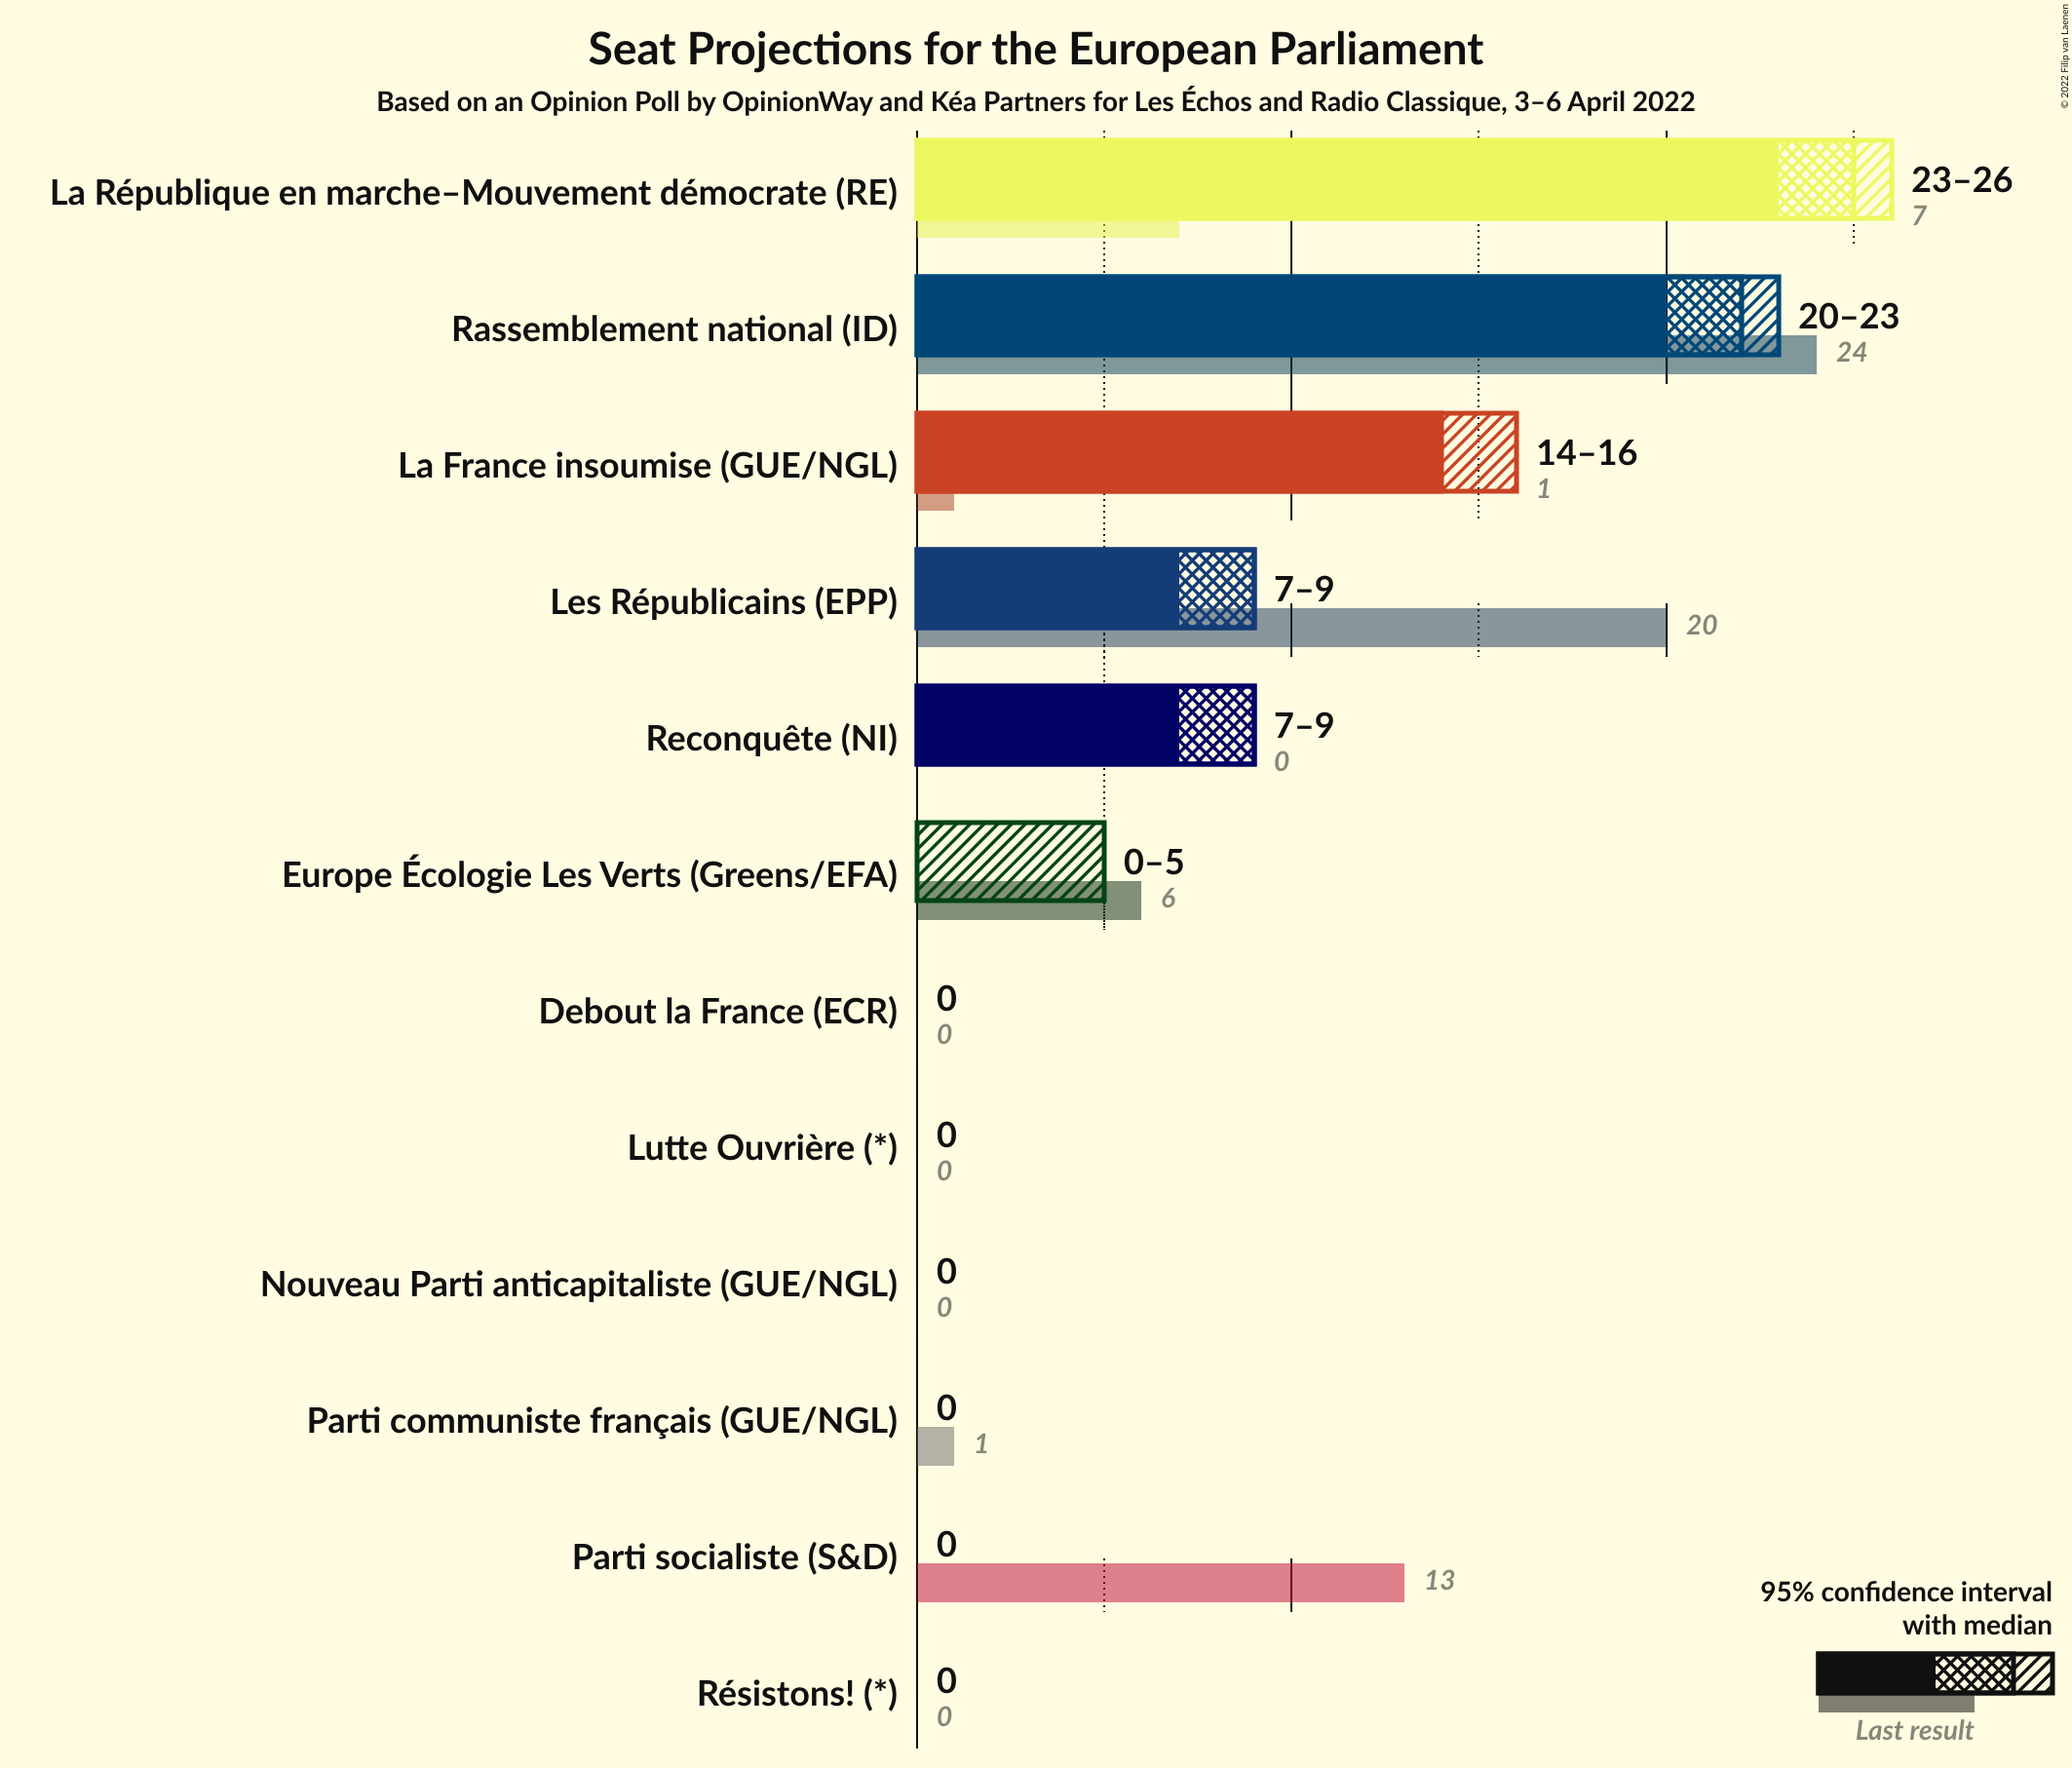 Seat Projections for the European Parliament
Based on an Opinion Poll by OpinionWay and Kéa Partners for Les Échos and Radio Classique, 3–6 April 2022
© 2022 Filip van Laenen
La République en marche–Mouvement démocrate (RE)
23–26
7
Rassemblement national (ID)
20–23
24
La France insoumise (GUE/NGL)
14–16
1
Les Républicains (EPP)
7–9
20
Reconquête (NI)
7–9
0
Europe Écologie Les Verts (Greens/EFA)
0–5
6
Debout la France (ECR)
0
0
Lutte Ouvrière (*)
0
0
Nouveau Parti anticapitaliste (GUE/NGL)
0
0
Parti communiste français (GUE/NGL)
0
1
Parti socialiste (S&D)
0
13
Résistons! (*)
0
0
95% confidence interval
with median
Last result